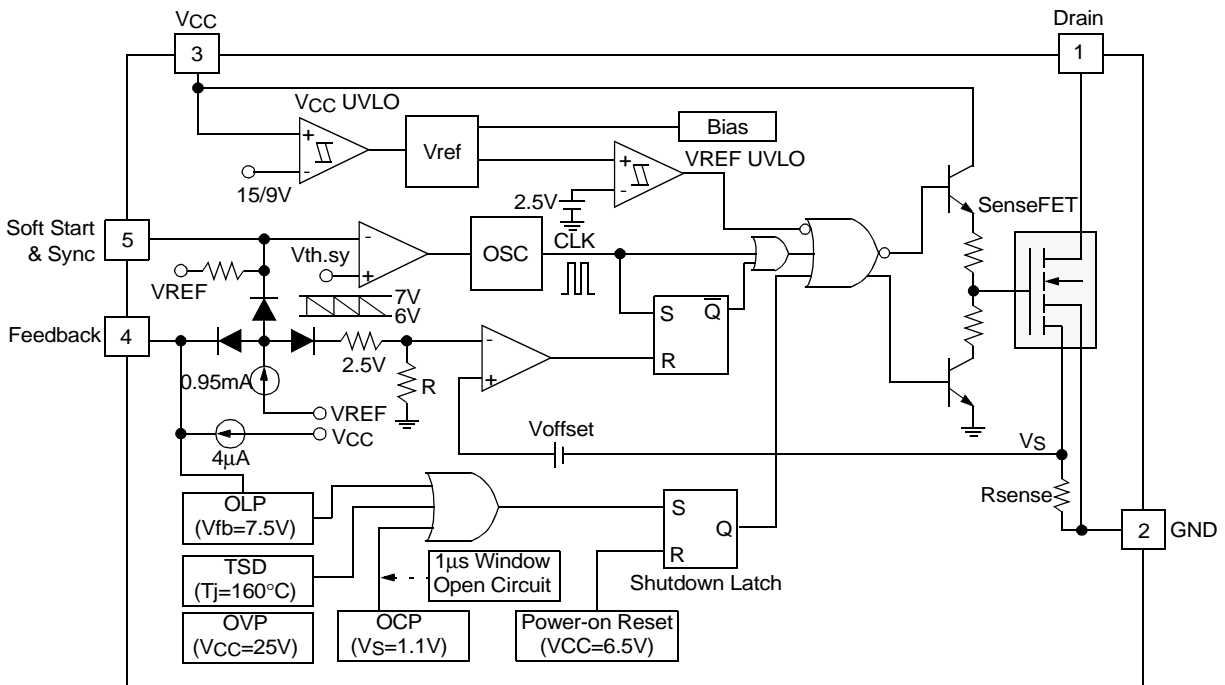 VCC
Drain
3
1
VCC UVLO
+
-
15/9V
Vref
Bias
VREF UVLO
+
-
2.5V
SenseFET
Soft Start
& Sync
5
-
Vth.sy
+
OSC
CLK
VREF
7V
6V
Feedback
4
2.5V
R
-
+
S
Q
R
0.95mA
VREF
VCC
4μA
Voffset
VS
Rsense
2
GND
OLP
(Vfb=7.5V)
S
Q
R
Shutdown Latch
TSD
(Tj=160°C)
1μs Window
Open Circuit
OVP
(VCC=25V)
OCP
(VS=1.1V)
Power-on Reset
(VCC=6.5V)